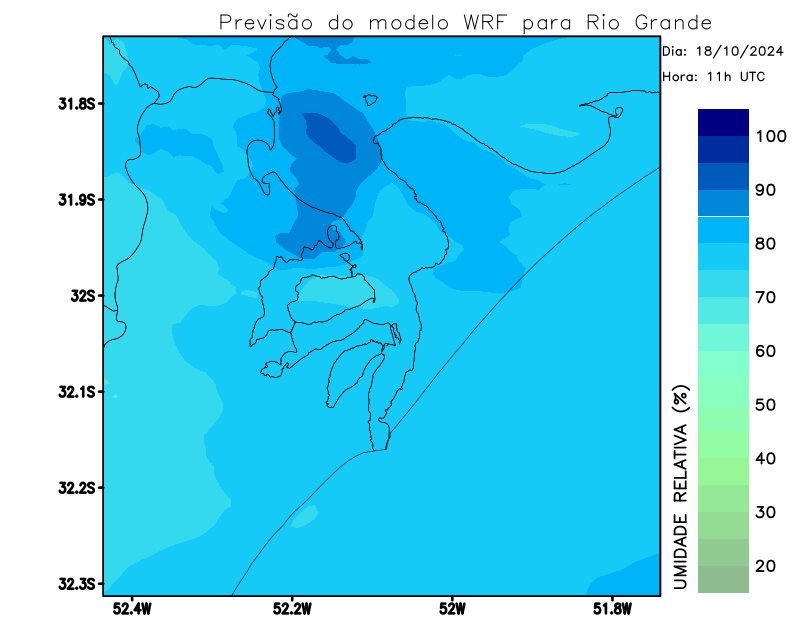 Previsão do modelo WRF para Rio Grande
Dia: 18/10/2024
Hora: 11h UTC
31.8S
31.9S
32S
32.1S
32.2S
32.3S
52.4W
52.2W
52W
51.8W
UMIDADE RELATIVA (%)
100
90
80
70
60
50
40
30
20